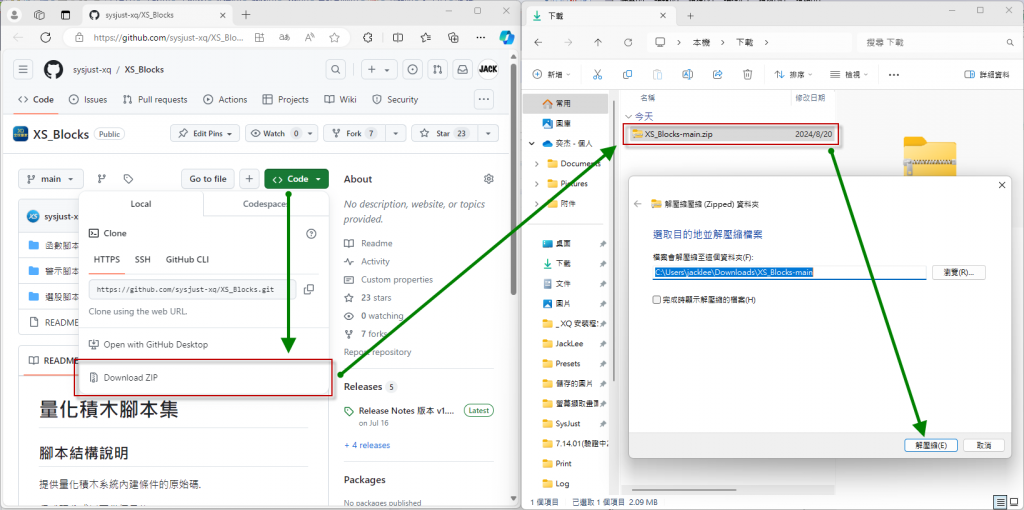 sysjust-xq/XS_Blocks
https://github.com/sysjust-xq/XS_Blo...
sysjust-xq / XS_Blocks
JACK
Code
Issues
Pull requests
Actions
Projects
Wiki
Security
XS_Blocks
Public
Edit Pins
Watch 0
Fork 7
Star 23
main
Go to file
Code
About
Local
Codespace
No description, website, or topics
provided.
sysjust-xq
Clone
Readme
函數腳本
HTTPS
SSH
GitHub CLI
Activity
警示腳本
Custom properties
選股腳本
https://github.com/sysjust-xq/XS_Blocks.git
23 stars
README
Clone using the web URL.
0 watching
7 forks
Open with GitHub Desktop
Report repository
README
Download ZIP
Releases 5
量化積木腳本集
Release Notes 版本 v1....
Latest
on Jul 16
腳本結構說明
+ 4 releases
Packages
提供量化積木系統內建條件的原始碼.
No packages published
下載
本機
下載
搜尋 下載
新增
排序
檢視
詳細資料
常用
圖庫
奕杰 - 個人
Documents
Pictures
附件
桌面
下載
文件
圖片
_ XQ 安裝程式
JackLee
Presets
儲存的圖片
螢幕擷取畫面
SysJust
7.14.01(驗證中2
Print
Log
名稱
修改日期
今天
XS_Blocks-main.zip
2024/8/20
解壓縮壓縮 (Zipped) 資料夾
選取目的地並解壓縮檔案
檔案會解壓縮至這個資料夾(F):
C:\Users\jacklee\Downloads\XS_Blocks-main
瀏覽(R)...
完成時顯示解壓縮的檔案(H)
解壓縮(E)
取消
1 個項目
已選取 1 個項目 2.09 MB